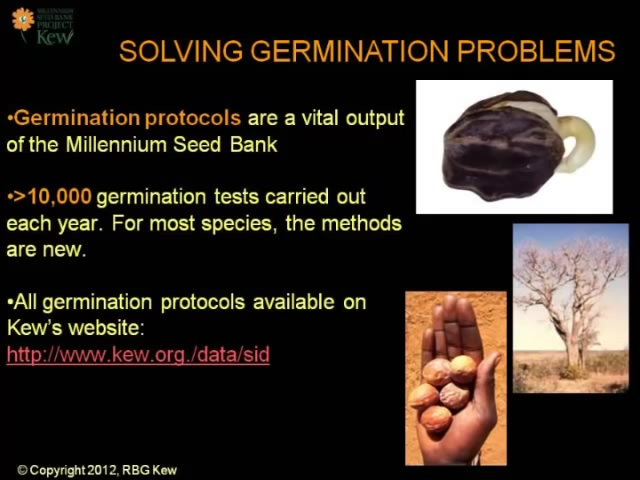 MILLENNIUM
SEED BANK
PROJECT
Kew
SOLVING GERMINATION PROBLEMS
•Germination protocols are a vital output
of the Millennium Seed Bank
•>10,000 germination tests carried out
each year. For most species, the methods
are new.
•All germination protocols available on
Kew's website:
http://www.kew.org./data/sid
© Copyright 2012, RBG Kew